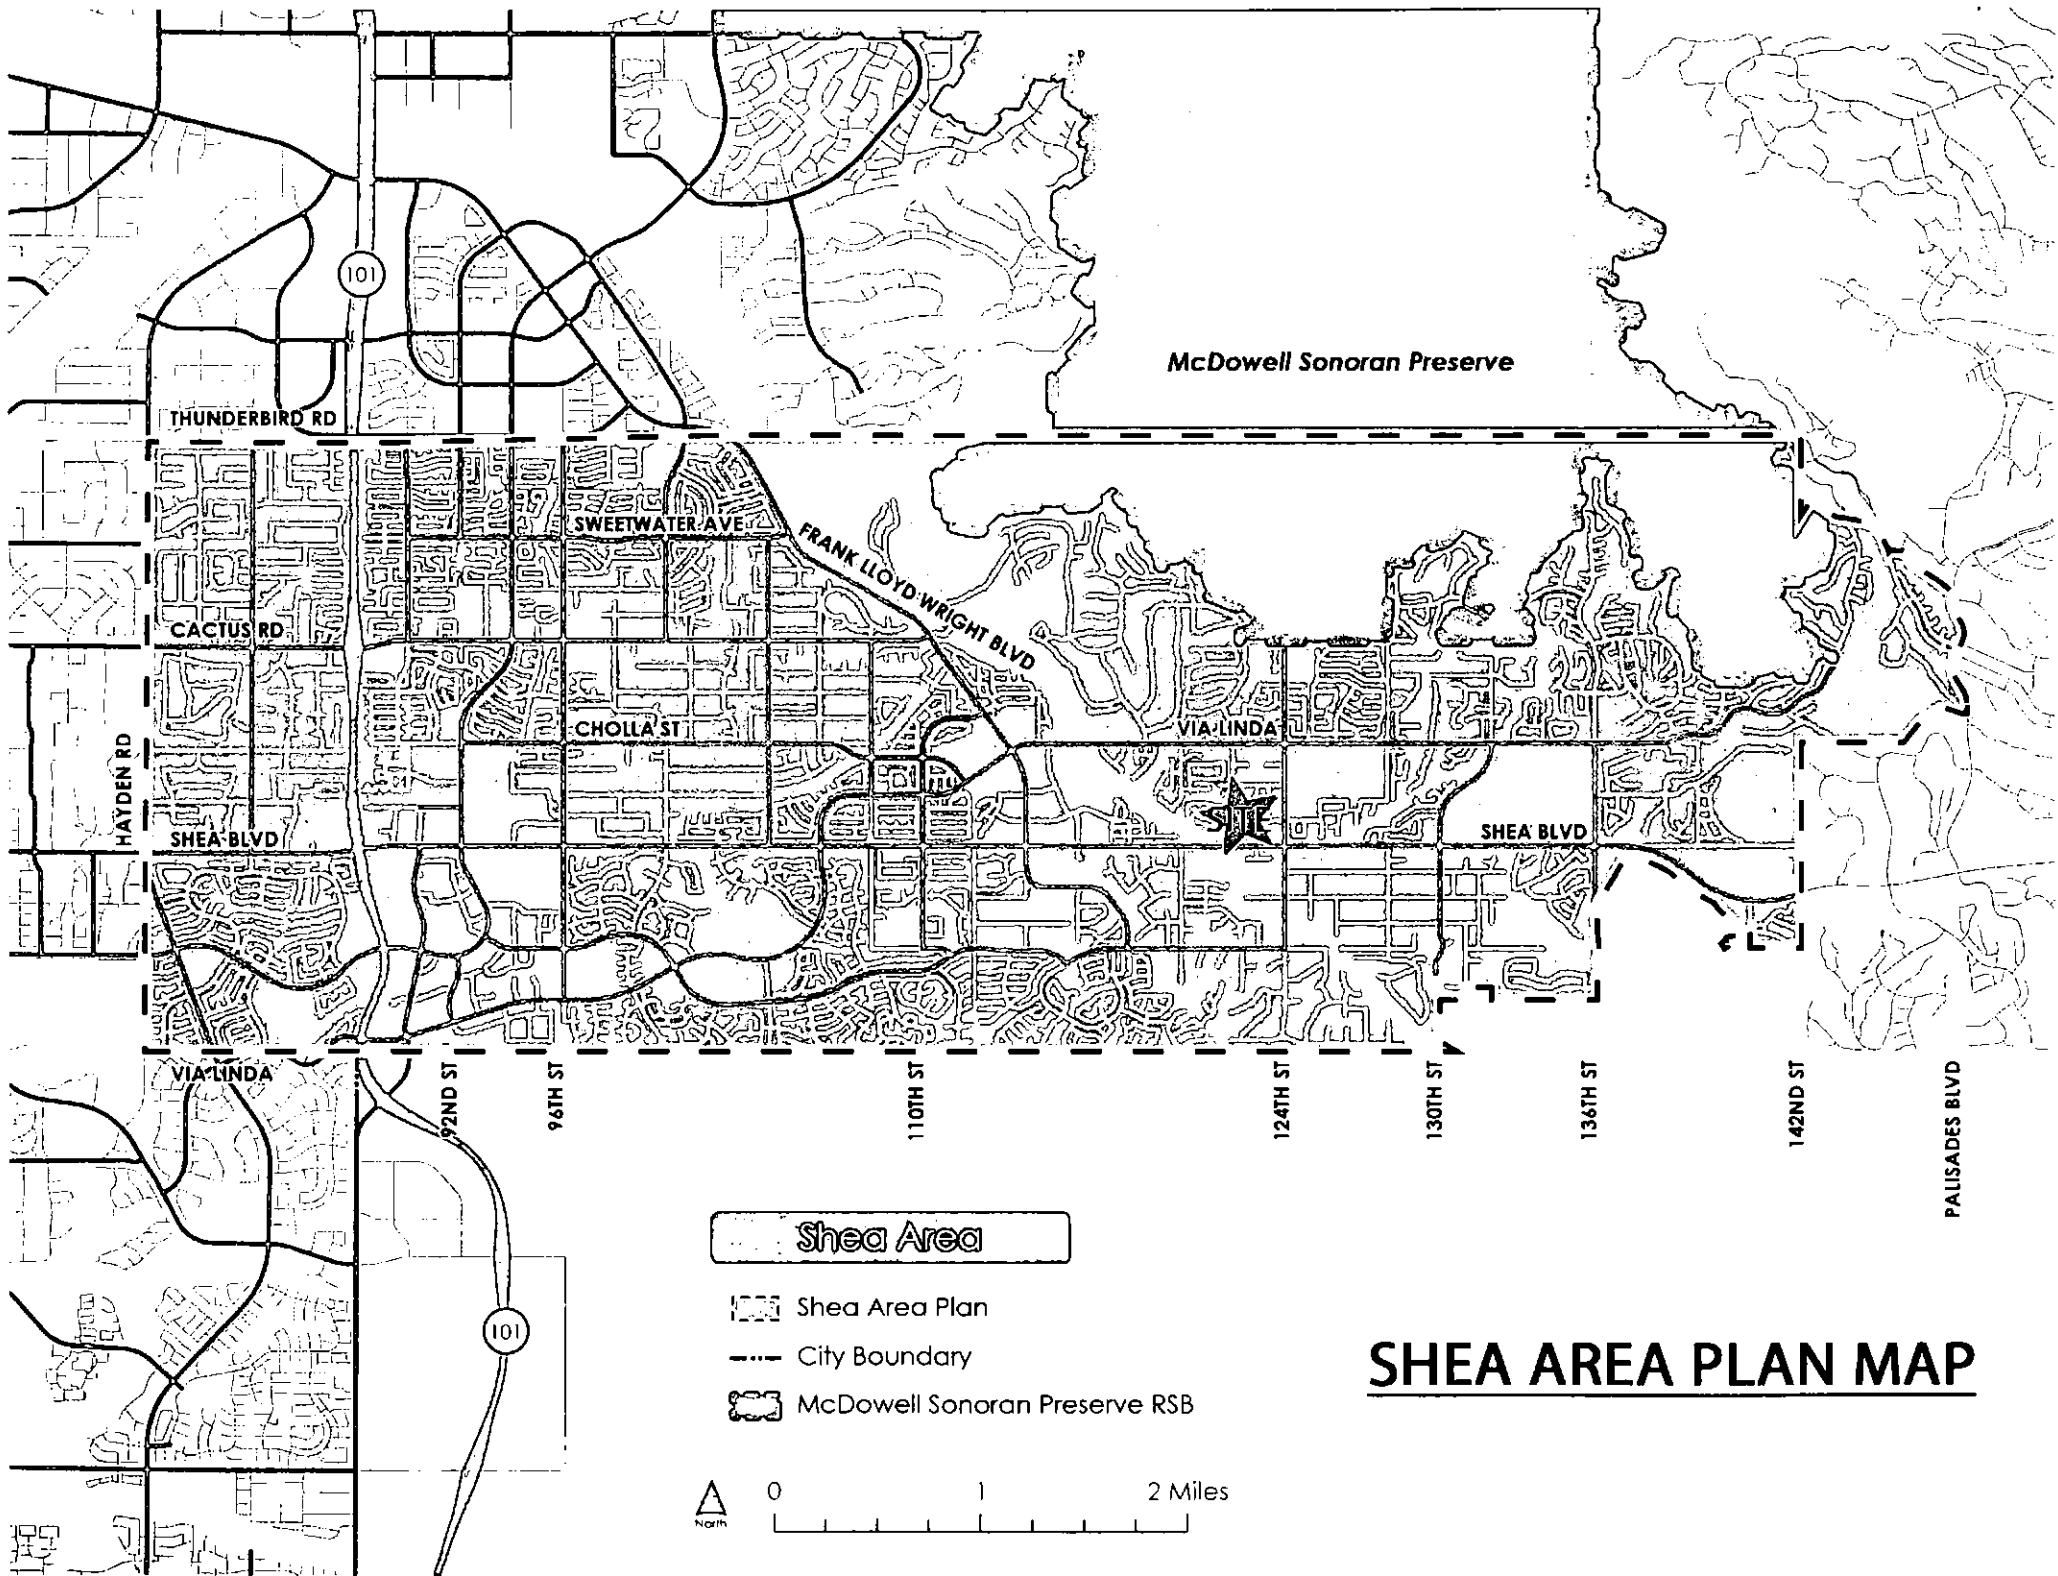 101
McDowell Sonoran Preserve
THUNDERBIRD RD
SWEETWATER AVE
FRANK LLOYD WRIGHT BLVD
CACTUS RD
CHOLLA ST
VIA LINDA
HAYDEN RD
SITE
SHEA BLVD
SHEA BLVD
VIA LINDA
92ND ST
96TH ST
110TH ST
124TH ST
130TH ST
136TH ST
142ND ST
PALISADES BLVD
Shea Area
Shea Area Plan
101
City Boundary
SHEA AREA PLAN MAP
McDowell Sonoran Preserve RSB
0 1 2 Miles
North